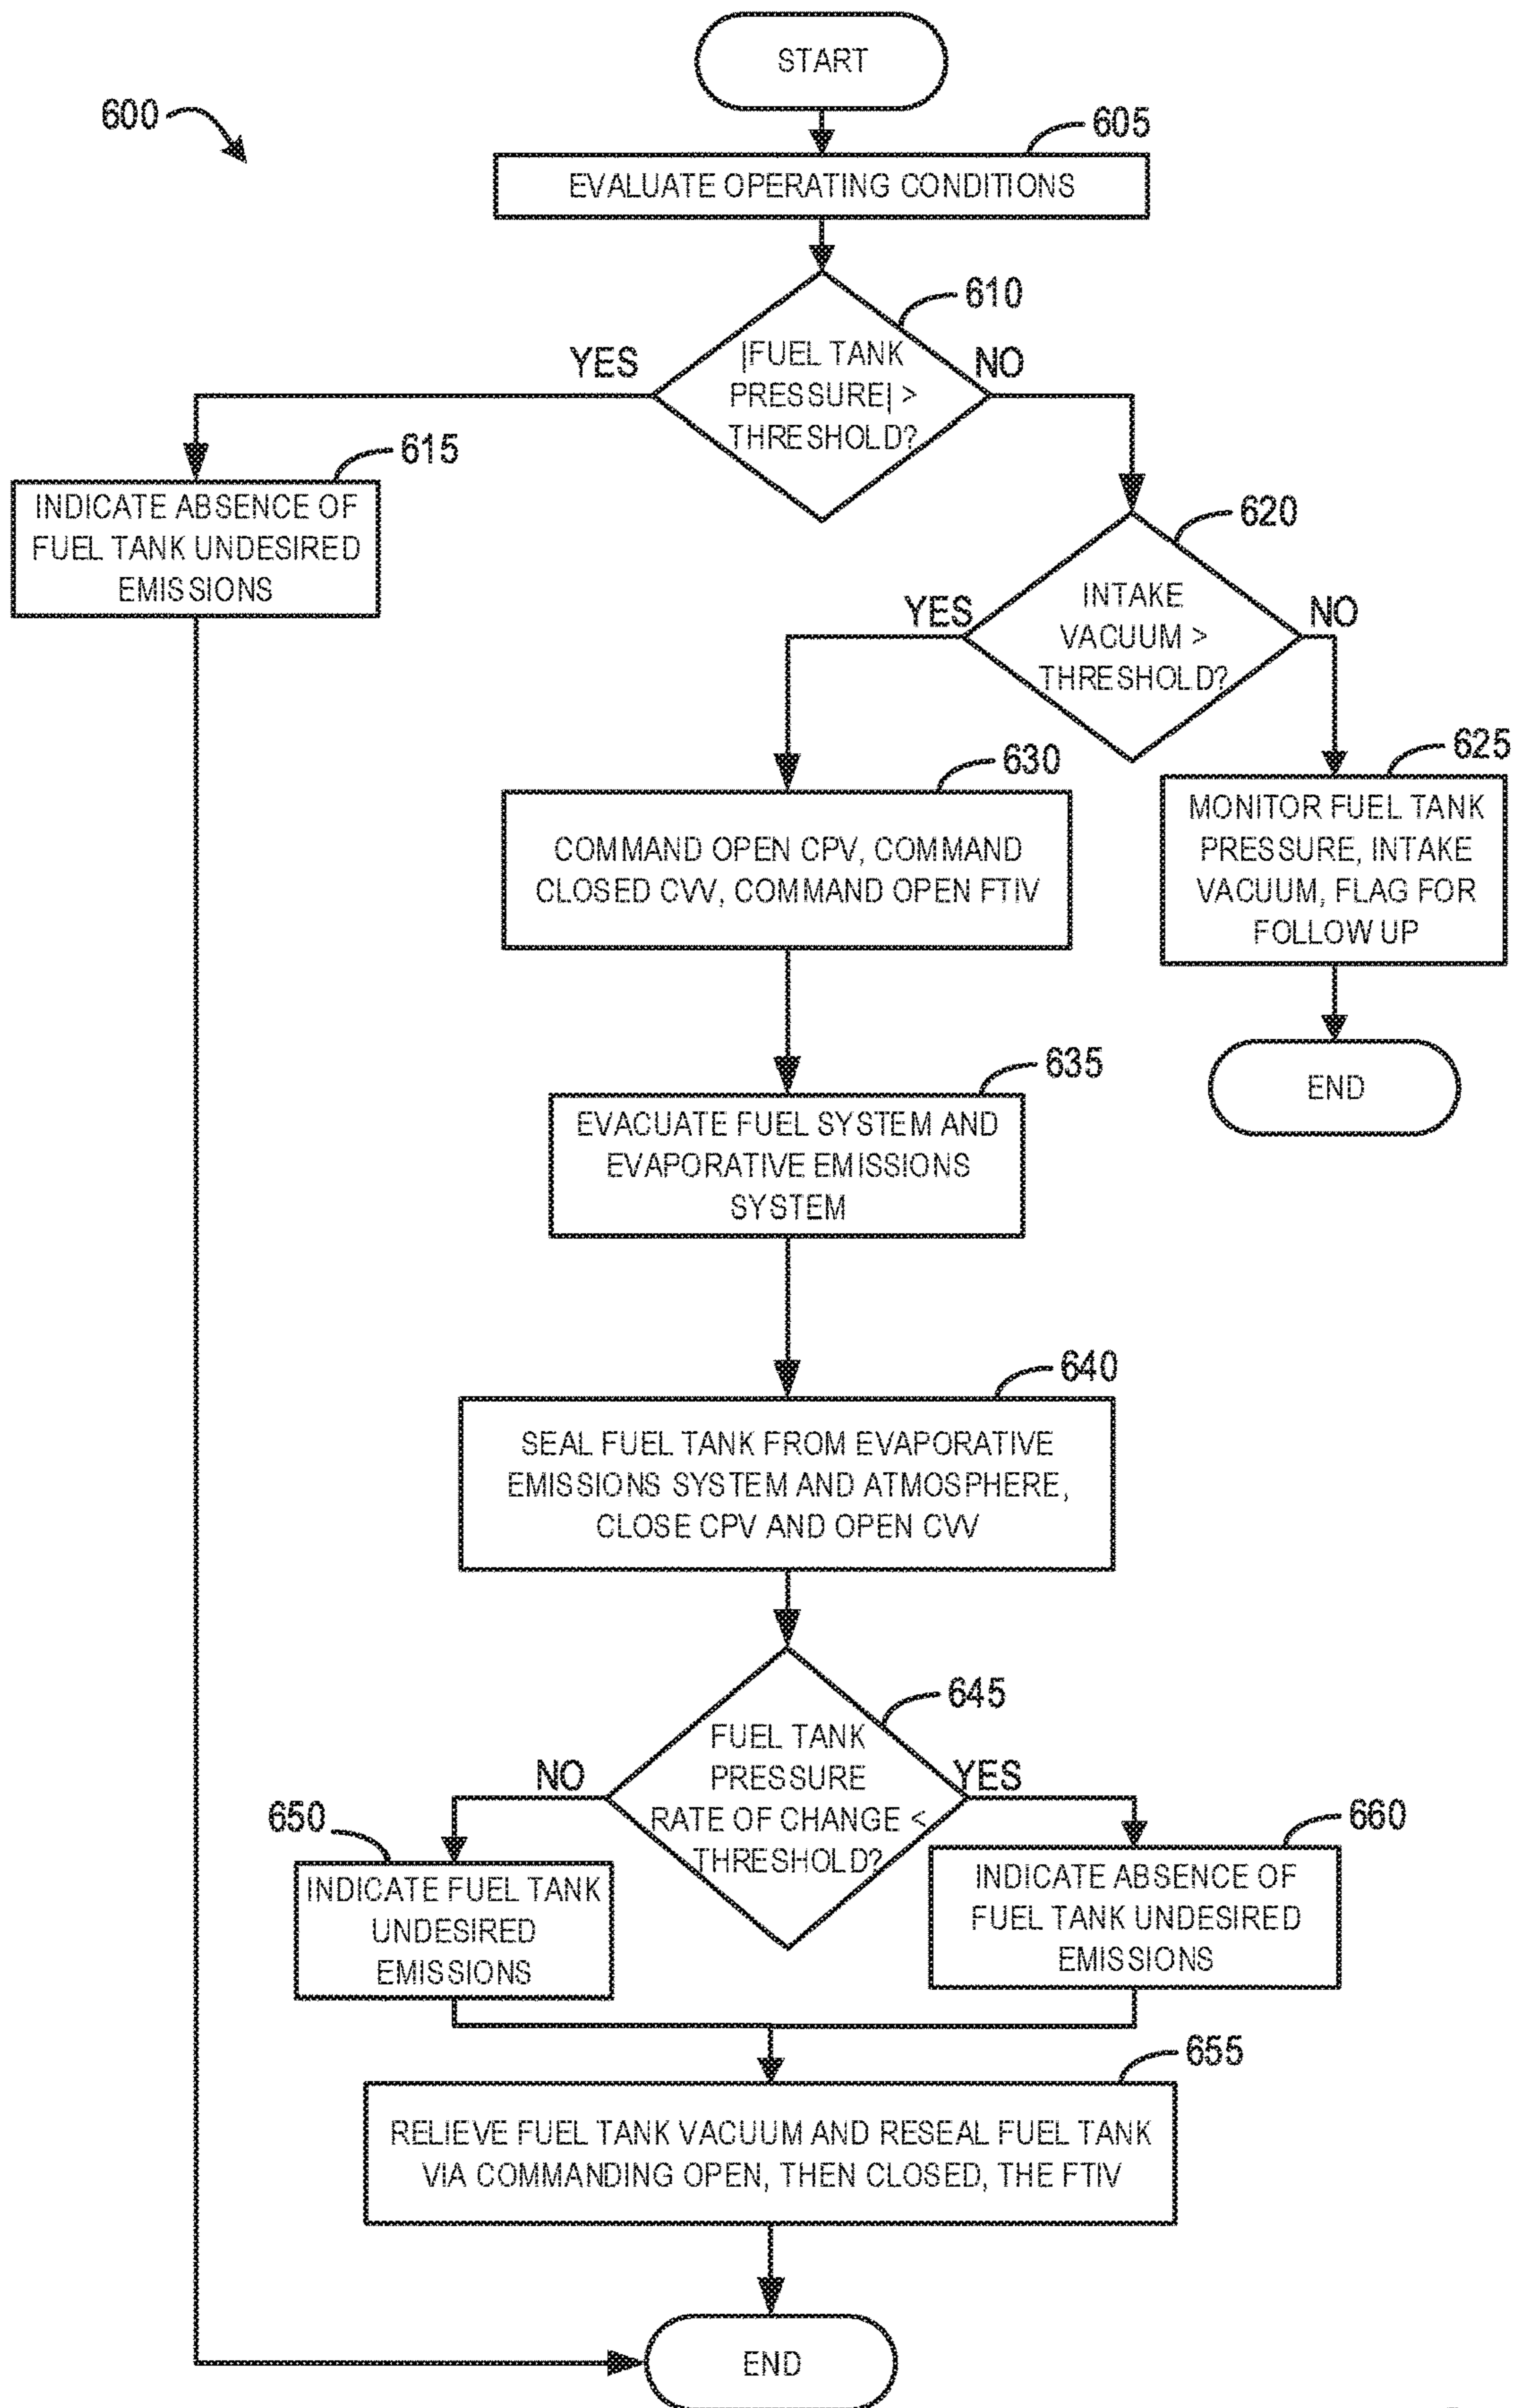 START
600
605
EVALUATE OPERATING CONDITIONS
610
|FUEL TANK
PRESSURE| >
THRESHOLD?
YES
NO
615
INDICATE ABSENCE OF
FUEL TANK UNDESIRED
EMISSIONS
620
INTAKE
VACUUM >
THRESHOLD?
YES
NO
625
MONITOR FUEL TANK
PRESSURE, INTAKE
VACUUM, FLAG FOR
FOLLOW UP
END
630
COMMAND OPEN CPV, COMMAND
CLOSED CVV, COMMAND OPEN FTIV
635
EVACUATE FUEL SYSTEM AND
EVAPORATIVE EMISSIONS
SYSTEM
640
SEAL FUEL TANK FROM EVAPORATIVE
EMISSIONS SYSTEM AND ATMOSPHERE,
CLOSE CPV AND OPEN CVV
645
FUEL TANK
PRESSURE
RATE OF CHANGE <
THRESHOLD?
NO
YES
650
INDICATE FUEL TANK
UNDESIRED
EMISSIONS
660
INDICATE ABSENCE OF
FUEL TANK UNDESIRED
EMISSIONS
655
RELIEVE FUEL TANK VACUUM AND RESEAL FUEL TANK
VIA COMMANDING OPEN, THEN CLOSED, THE FTIV
END